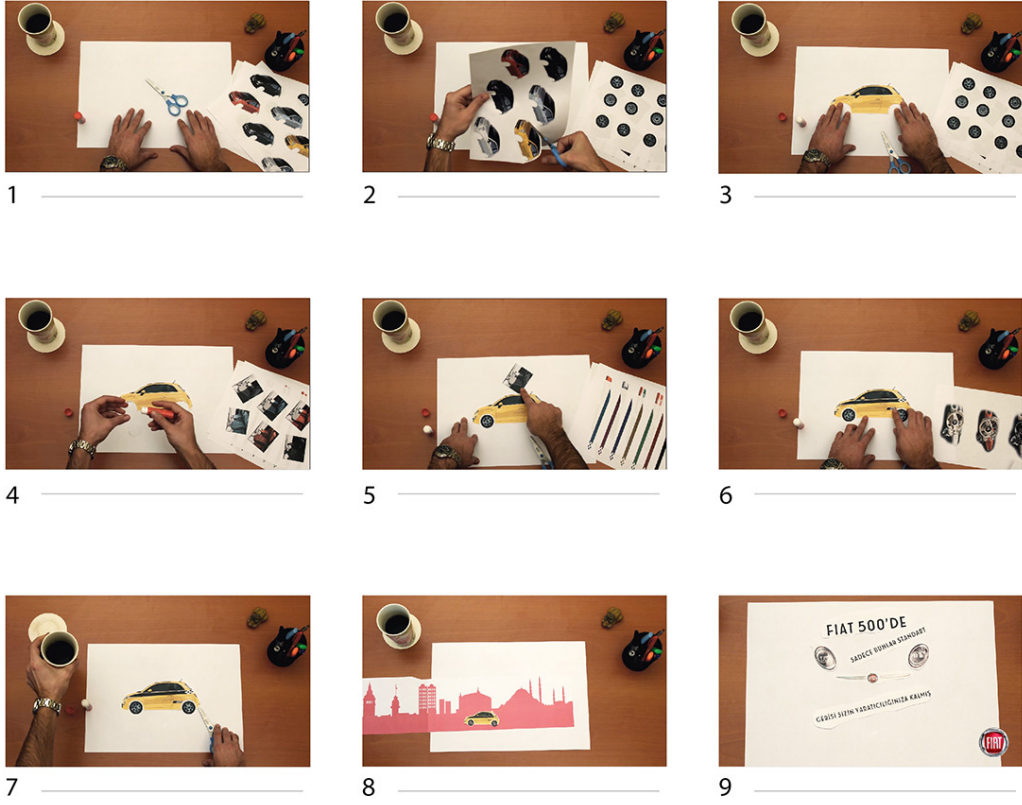 1
2
3
4
5
6
7
8
9
FIAT 500'DE
SADECE BUNLAR STANDART
GERİSİ SİZİN YARATICILIĞINIZA KALMIŞ
FIAT